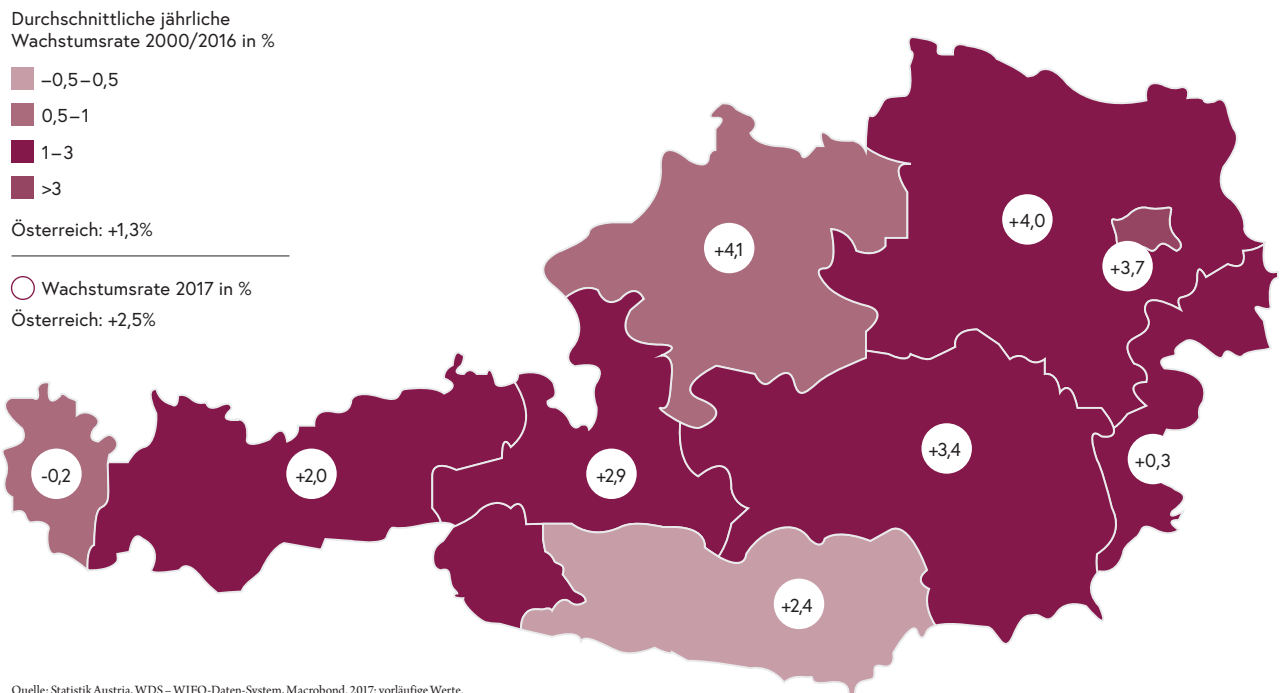 Durchschnittliche jährliche
Wachstumsrate 2000/2016 in %
–0,5–0,5
0,5–1
1–3
>3
Österreich: +1,3%
Wachstumsrate 2017 in %
Österreich: +2,5%
+4,0
+4,1
+3,7
+3,4
+0,3
-0,2
+2,0
+2,9
+2,4
Quelle: Statistik Austria, WDS – WIFO-Daten-System, Macrobond. 2017: vorläufige Werte.